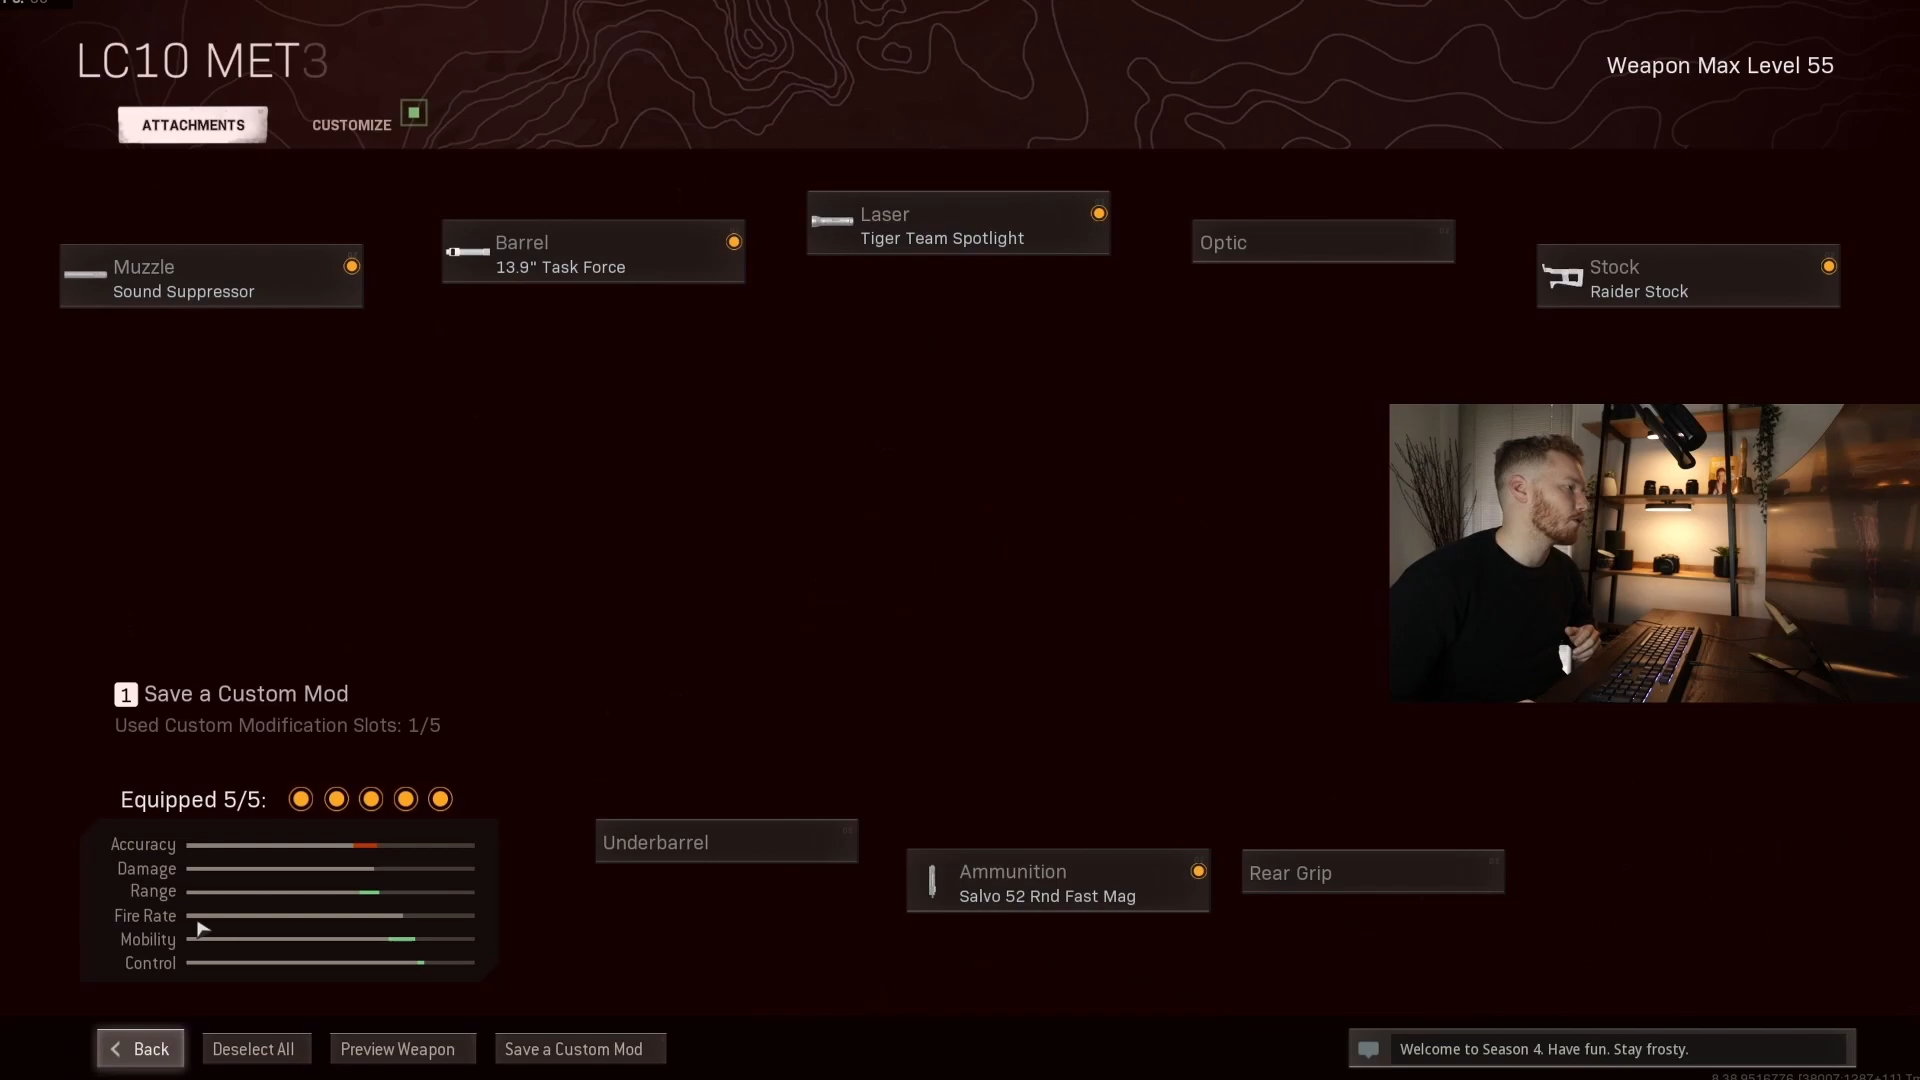 LC10 MET3
Weapon Max Level 55
ATTACHMENTS
CUSTOMIZE
Laser
Tiger Team Spotlight
Barrel
13.9" Task Force
Optic
Muzzle
Sound Suppressor
Stock
Raider Stock
1 Save a Custom Mod
Used Custom Modification Slots: 1/5
Equipped 5/5:
Accuracy
Damage
Range
Fire Rate
Mobility
Control
Underbarrel
Ammunition
Salvo 52 Rnd Fast Mag
Rear Grip
Back
Deselect All
Preview Weapon
Save a Custom Mod
Welcome to Season 4. Have fun. Stay frosty.